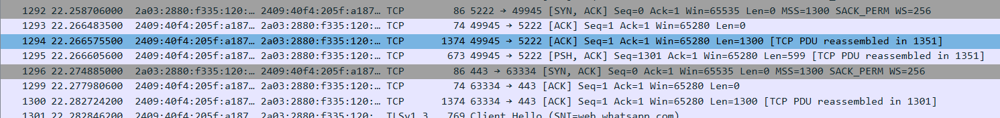 1292 22.258706000 2a03:2880:f335:120:… 2409:40f4:205f:a187… TCP 86 5222 → 49945 [SYN, ACK] Seq=0 Ack=1 Win=65535 Len=0 MSS=1300 SACK_PERM WS=256
1293 22.266483500 2409:40f4:205f:a187… 2a03:2880:f335:120:… TCP 74 49945 → 5222 [ACK] Seq=1 Ack=1 Win=65280 Len=0
1294 22.266575500 2409:40f4:205f:a187… 2a03:2880:f335:120:… TCP 1374 49945 → 5222 [ACK] Seq=1 Ack=1 Win=65280 Len=1300 [TCP PDU reassembled in 1351]
1295 22.266605100 2409:40f4:205f:a187… 2a03:2880:f335:120:… TCP 673 49945 → 5222 [PSH, ACK] Seq=1301 Ack=1 Win=65280 Len=599 [TCP PDU reassembled in 1351]
1296 22.274885000 2a03:2880:f335:120:… 2409:40f4:205f:a187… TCP 86 443 → 63334 [SYN, ACK] Seq=0 Ack=1 Win=65535 Len=0 MSS=1300 SACK_PERM WS=256
1299 22.277980600 2409:40f4:205f:a187… 2a03:2880:f335:120:… TCP 74 63334 → 443 [ACK] Seq=1 Ack=1 Win=65280 Len=0
1300 22.282724200 2409:40f4:205f:a187… 2a03:2880:f335:120:… TCP 1374 63334 → 443 [ACK] Seq=1 Ack=1 Win=65280 Len=1300 [TCP PDU reassembled in 1301]
1301 22.282846200 2409:40f4:205f:a187… 2a03:2880:f335:120:… TLSv1.3 769 Client Hello (SNI=web.whatsapp.com)